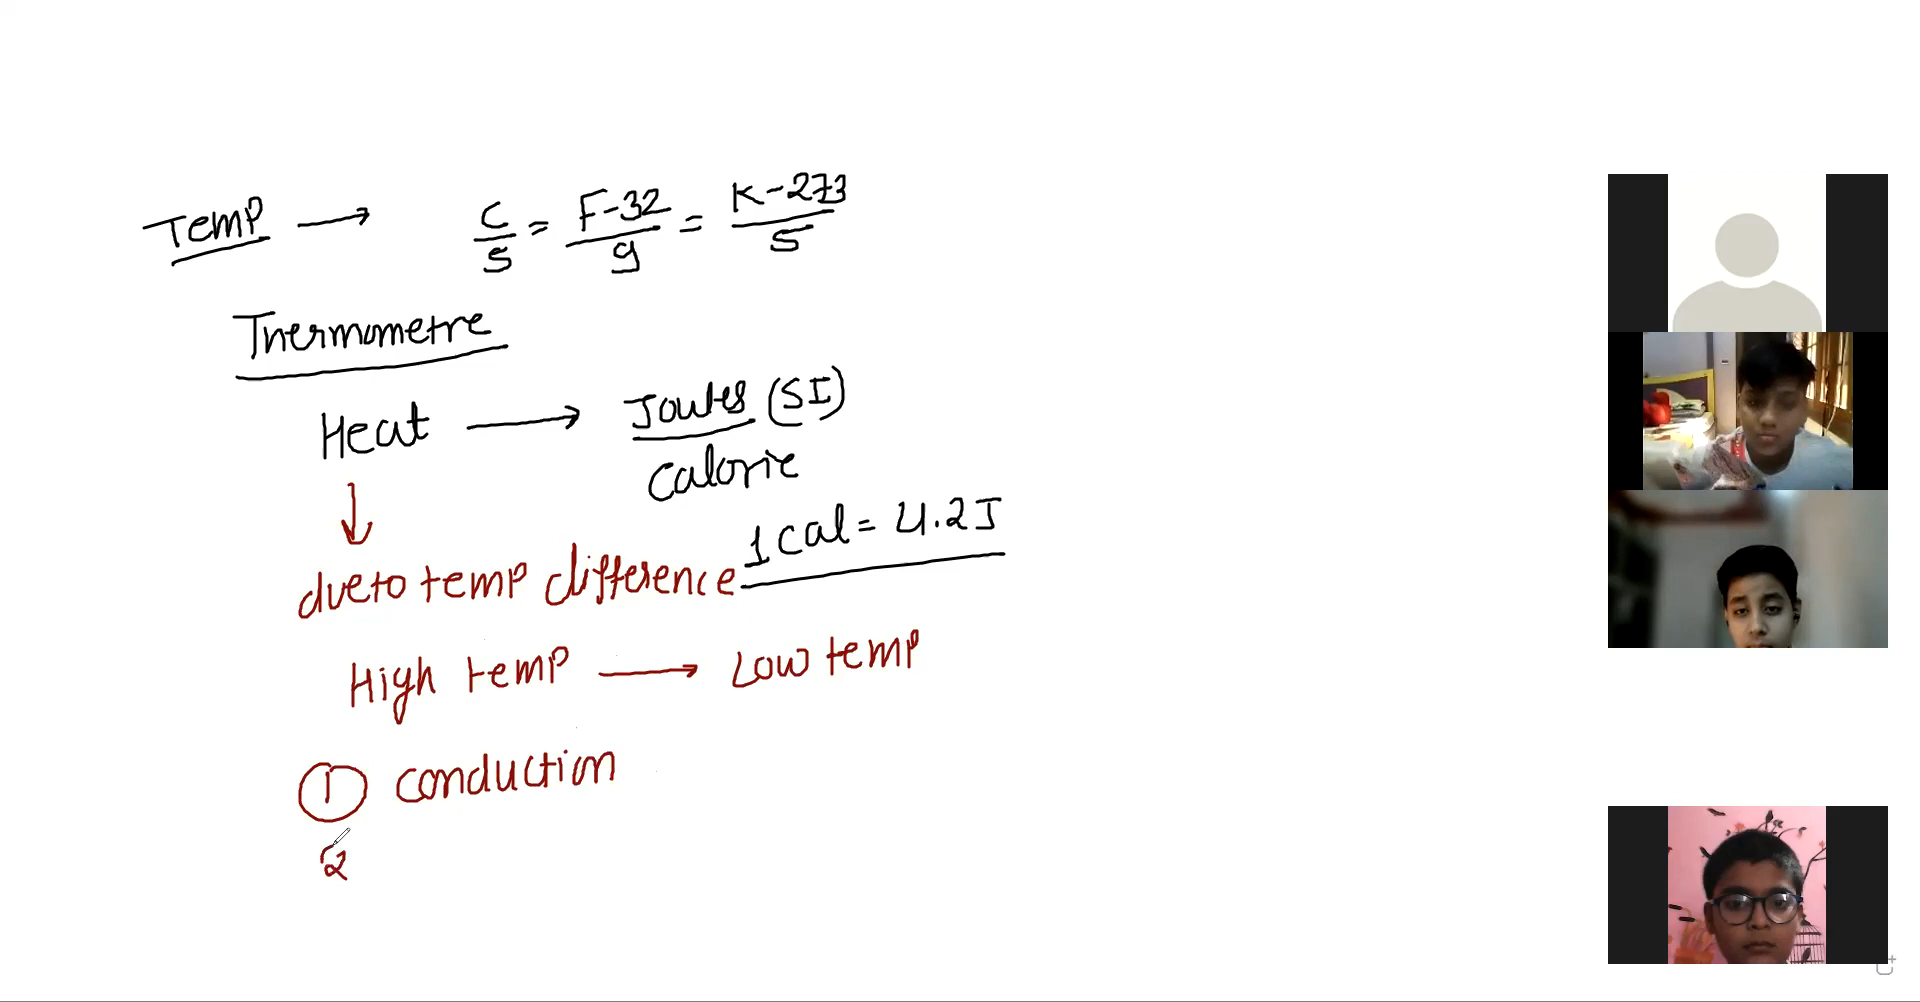 Temp → C/5 = F-32/9 = K-273/5
Thermometre
Heat → Joules (SI)
Calorie
1 cal = 4.2J
due to temp difference
High temp → Low temp
① conduction
2